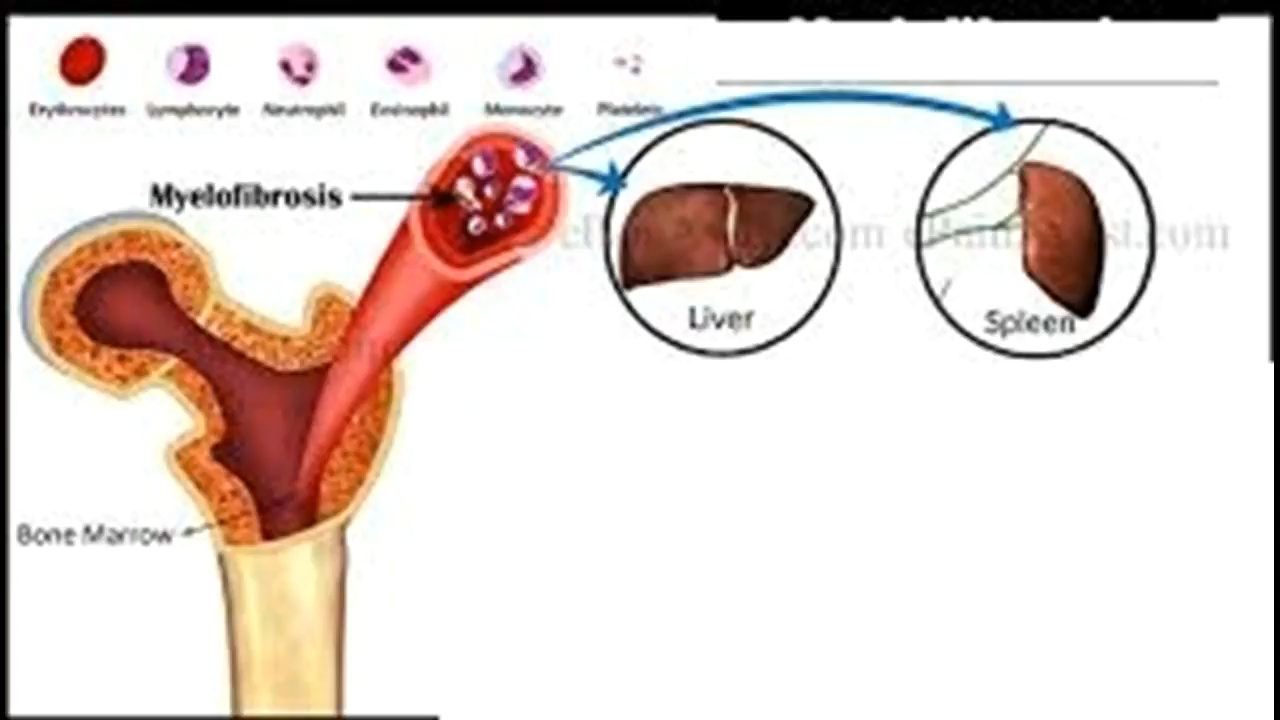 Erythrocytes Lymphocyte Neutrophil Eosinophil Monocyte Platelets
Myelofibrosis
Liver
Spleen
Bone Marrow